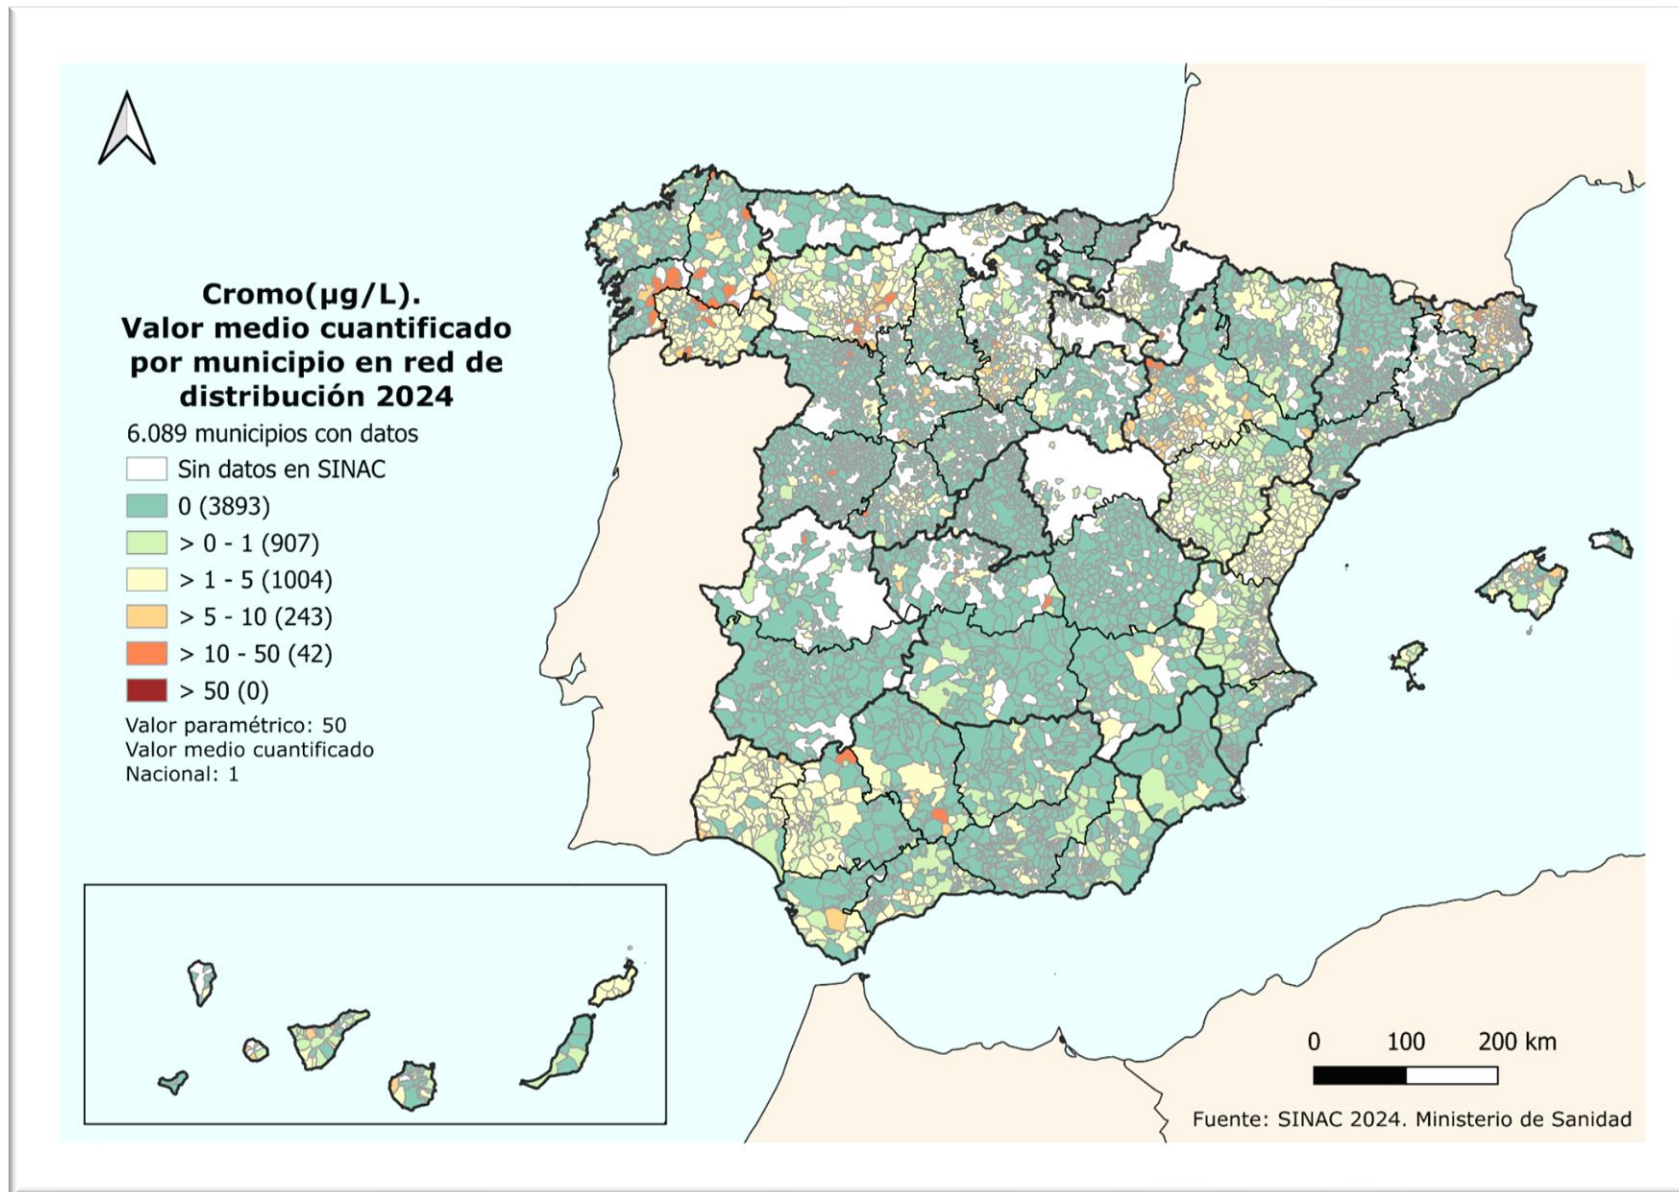 Cromo(µg/L).
Valor medio cuantificado
por municipio en red de
distribución 2024
6.089 municipios con datos
Sin datos en SINAC
0 (3893)
> 0 - 1 (907)
> 1 - 5 (1004)
> 5 - 10 (243)
> 10 - 50 (42)
> 50 (0)
Valor paramétrico: 50
Valor medio cuantificado
Nacional: 1
0 100 200 km
Fuente: SINAC 2024. Ministerio de Sanidad